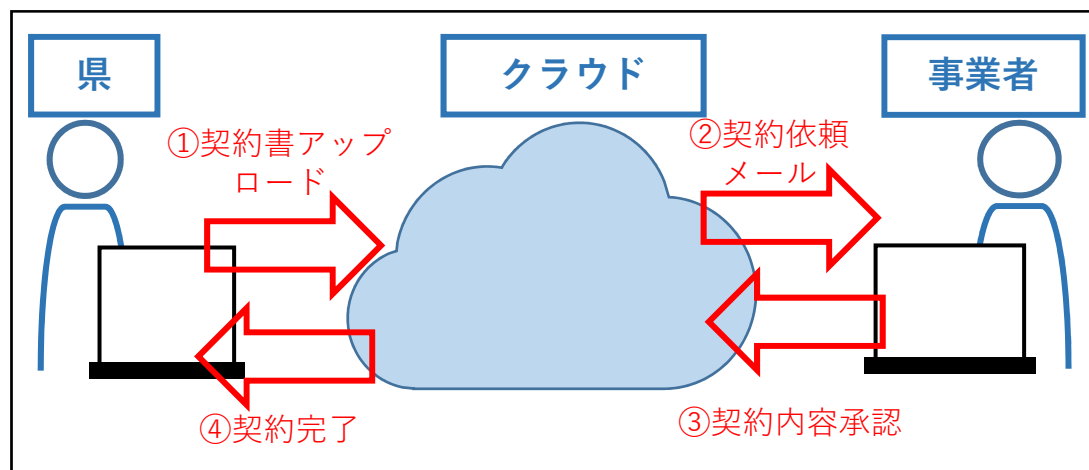 県
クラウド
事業者
①契約書アップ
ロード
②契約依頼
メール
③契約内容承認
④契約完了